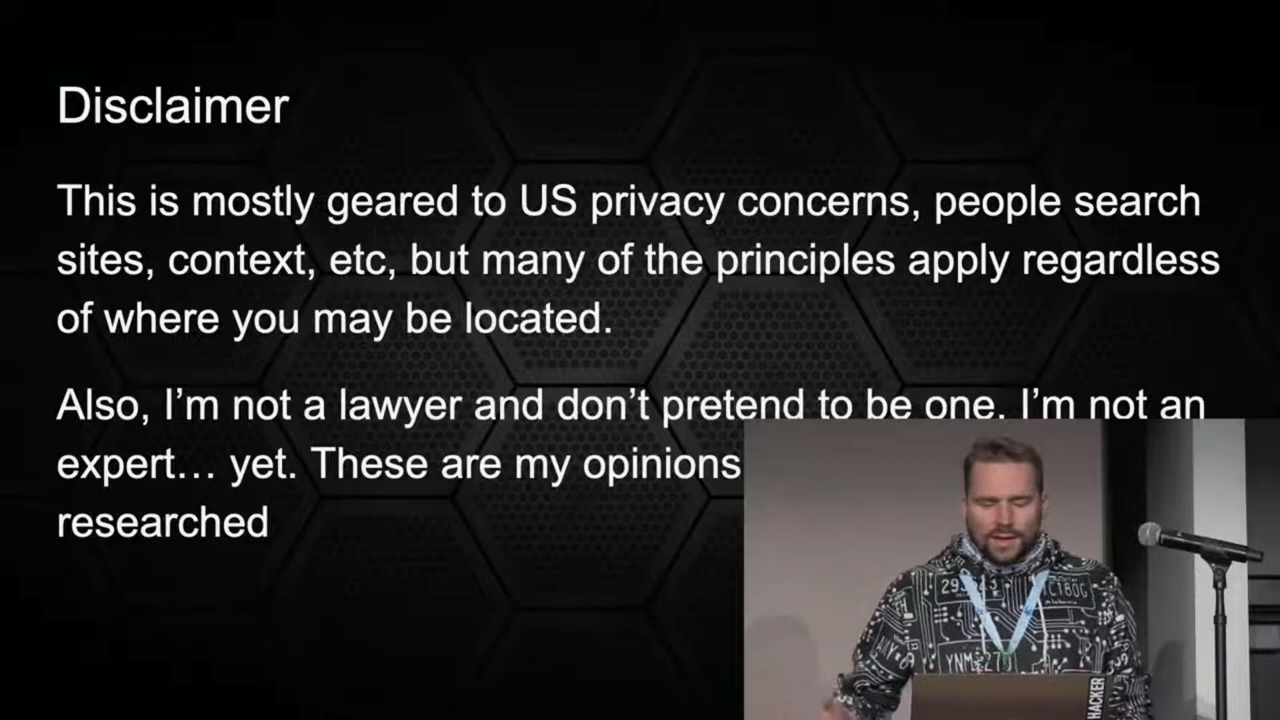 Disclaimer
This is mostly geared to US privacy concerns, people search
sites, context, etc, but many of the principles apply regardless
of where you may be located.
Also, I'm not a lawyer and don't pretend to be one. I'm not an
expert… yet. These are my opinions
researched
HACKER